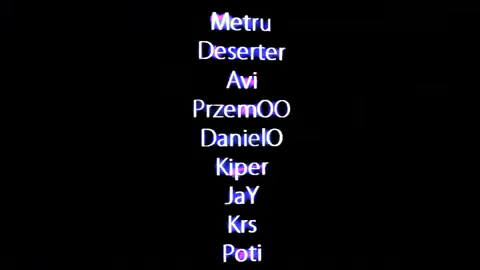 Metru
Deserter
Avi
PrzemOO
DanielO
Kiper
JaY
Krs
Poti